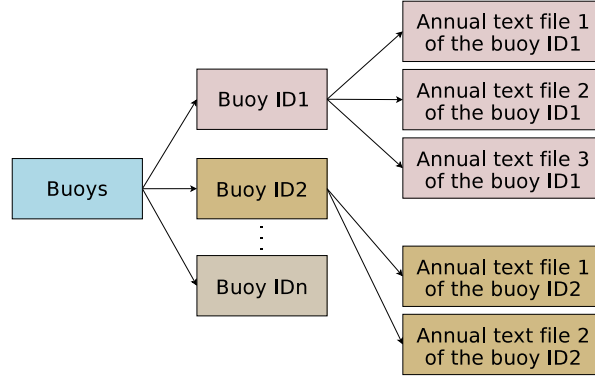 Buoys
Buoy ID1
Buoy ID2
Buoy IDn
Annual text file 1
of the buoy ID1
Annual text file 2
of the buoy ID1
Annual text file 3
of the buoy ID1
Annual text file 1
of the buoy ID2
Annual text file 2
of the buoy ID2